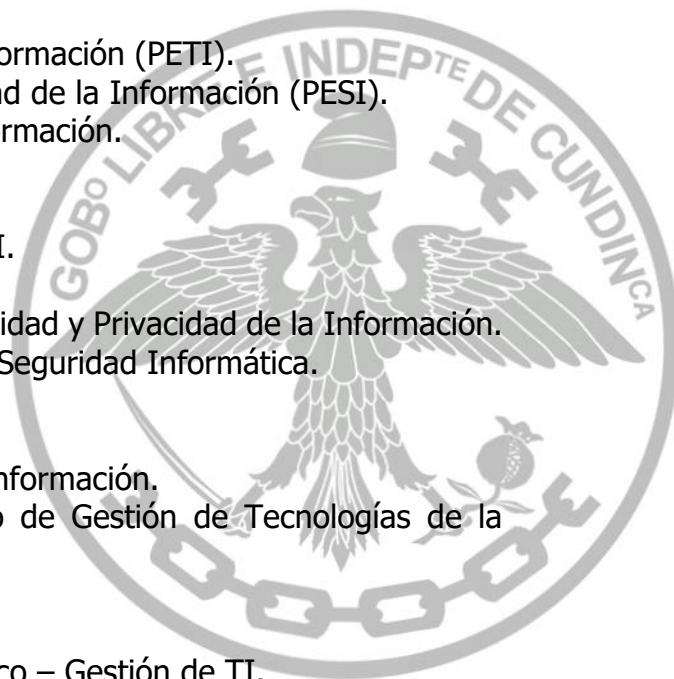 ormación (PETI).
ad de la Información (PESI).
ormación.
I.
idad y Privacidad de la Información.
Seguridad Informática.
nformación.
o de Gestión de Tecnologías de la
co – Gestión de TI.
GOBº LIBRE E INDEPTE DE CUNDINCA